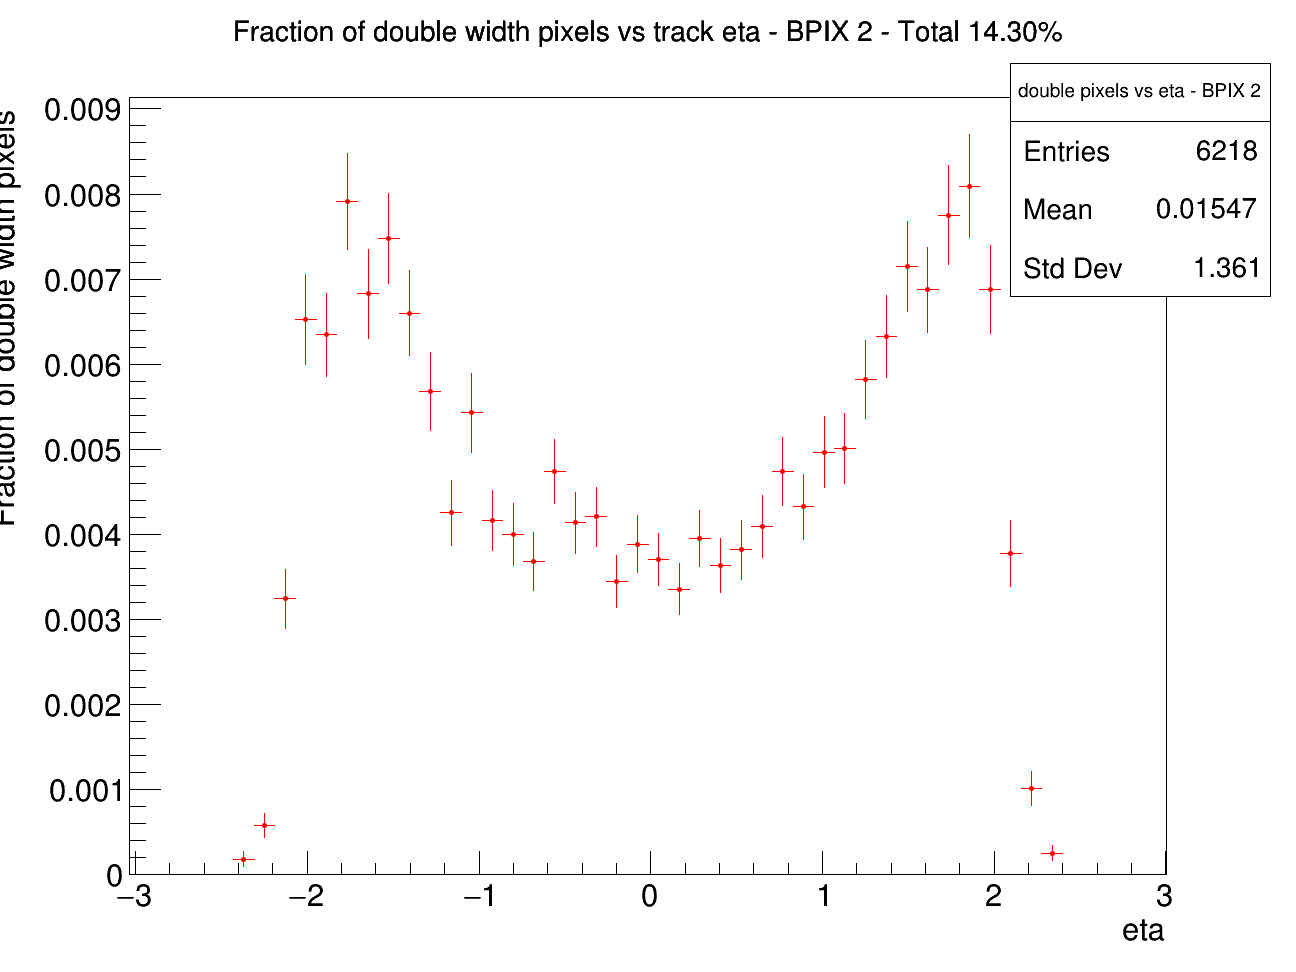 Fraction of double width pixels vs track eta - BPIX 2 - Total 14.30%
double pixels vs eta - BPIX 2
Entries 6218
Mean 0.01547
Std Dev 1.361
Fraction of double width pixels
0.009
0.008
0.007
0.006
0.005
0.004
0.003
0.002
0.001
0
−3 −2 −1 0 1 2 3
eta